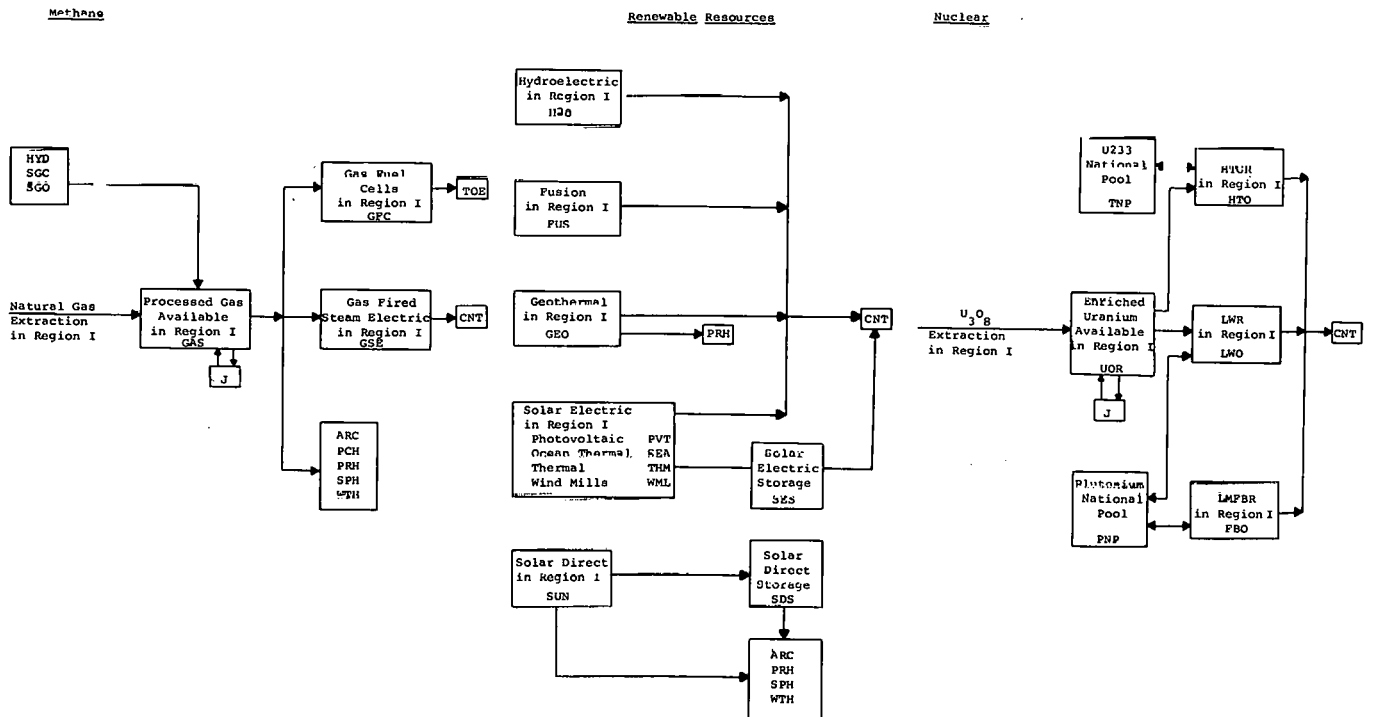 Methane
Renewable Resources
Nuclear
HYD
SGC
SGO
Natural Gas
Extraction
in Region I
Processed Gas
Available
in Region I
GAS
J
Gas Fuel
Cells
in Region I
GFC
TOE
Gas Fired
Steam Electric
in Region I
GSE
CNT
ARC
PCH
PRH
SPH
WTH
Hydroelectric
in Region I
Fusion
in Region I
FUS
Geothermal
in Region I
GEO
PRH
CNT
Solar Electric
in Region I
Photovoltaic PVT
Ocean Thermal SEA
Thermal THM
Wind Mills WML
Solar
Electric
Storage
SES
Solar Direct
in Region I
SUN
Solar
Direct
Storage
SDS
ARC
PRH
SPH
WTH
U233
National
Pool
TNP
HTGR
in Region I
HTO
U₃O₈
Extraction
in Region I
Enriched
Uranium
Available
in Region I
UOR
J
LWR
in Region I
LWO
CNT
Plutonium
National
Pool
PNP
LMFBR
in Region I
FBO